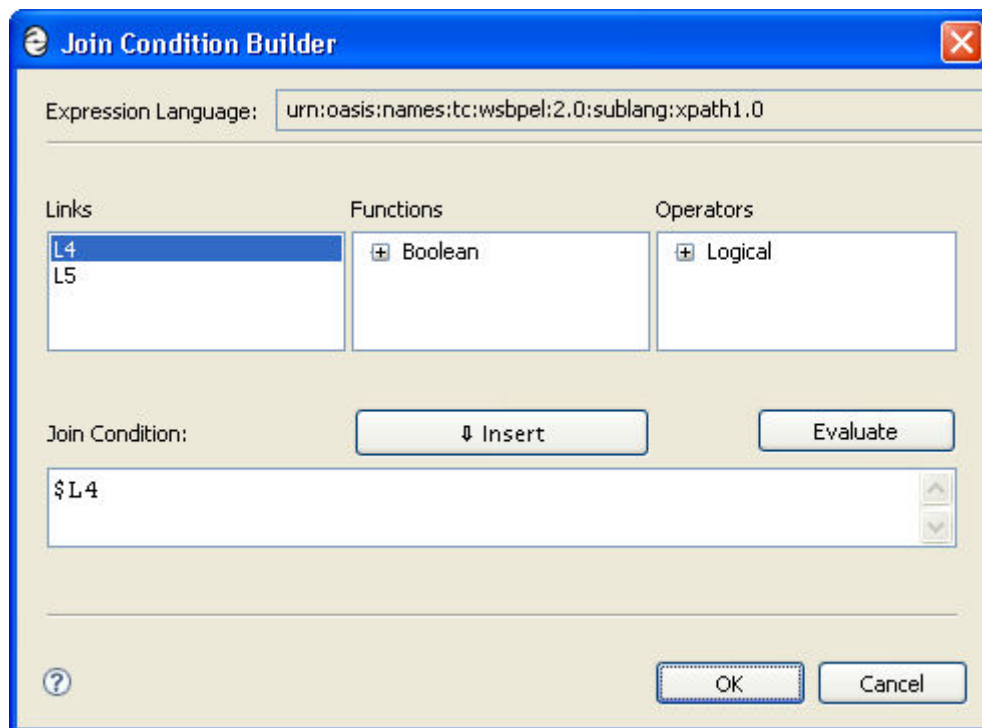 Join Condition Builder
Expression Language: urn:oasis:names:tc:wsbpel:2.0:sublang:xpath1.0
Links Functions Operators
L4 Boolean Logical
L5
Join Condition: ⇩ Insert Evaluate
$L4
? OK Cancel